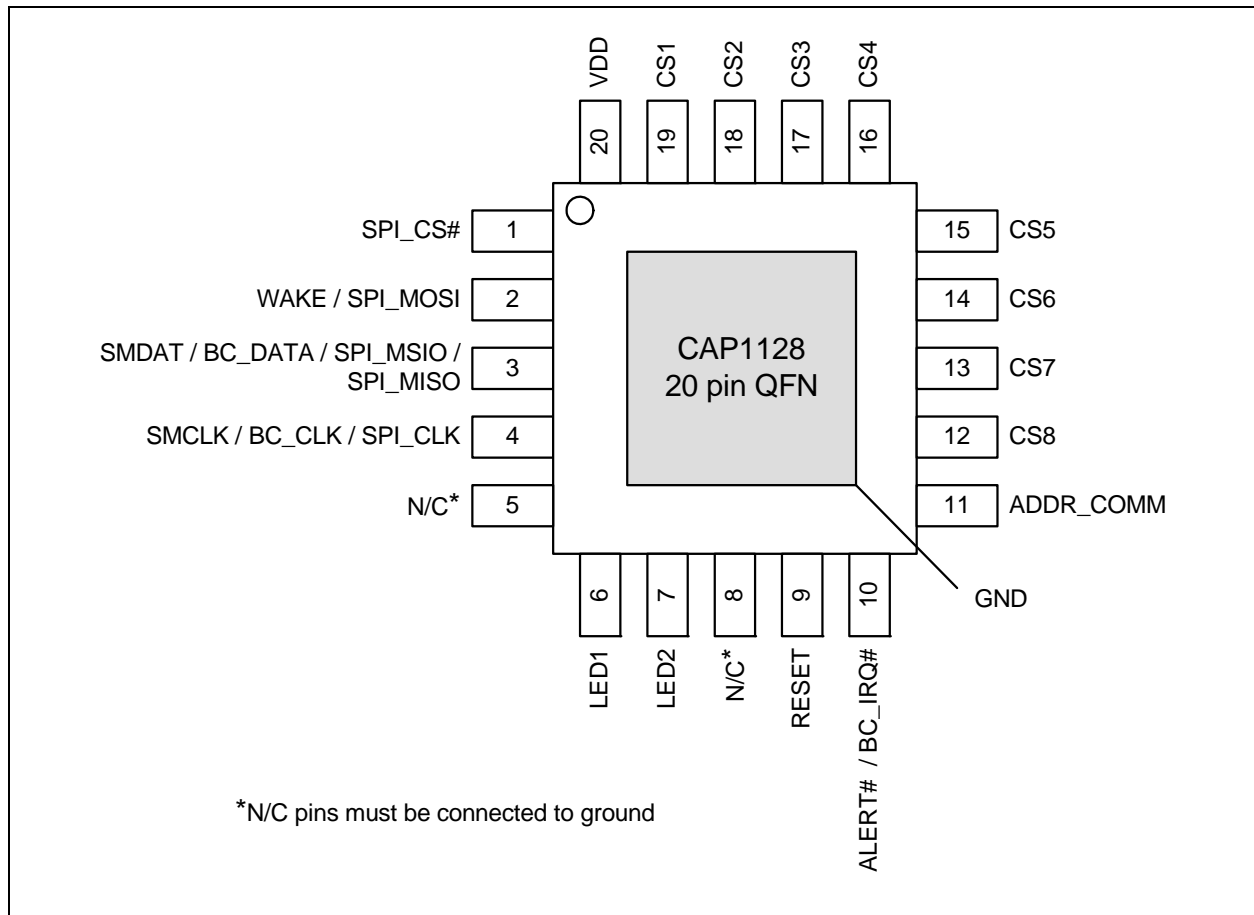 VDD
CS1
CS2
CS3
CS4
20
19
18
17
16
SPI_CS#
1
15
CS5
WAKE / SPI_MOSI
2
14
CS6
SMDAT / BC_DATA / SPI_MSIO /
SPI_MISO
3
13
CS7
SMCLK / BC_CLK / SPI_CLK
4
12
CS8
N/C*
5
11
ADDR_COMM
CAP1128
20 pin QFN
GND
6
7
8
9
10
LED1
LED2
N/C*
RESET
ALERT# / BC_IRQ#
*N/C pins must be connected to ground